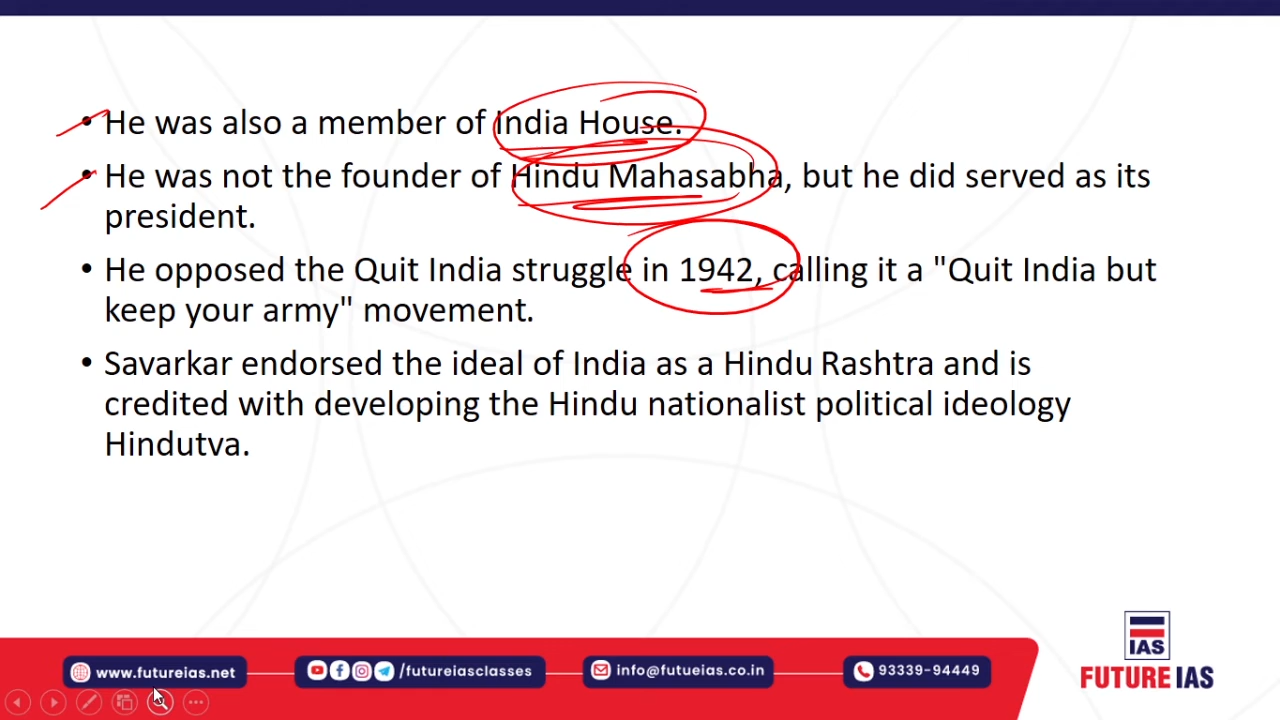 • He was also a member of India House.
• He was not the founder of Hindu Mahasabha, but he did served as its
president.
• He opposed the Quit India struggle in 1942, calling it a "Quit India but
keep your army" movement.
• Savarkar endorsed the ideal of India as a Hindu Rashtra and is
credited with developing the Hindu nationalist political ideology
Hindutva.
IAS
FUTURE IAS
www.futureias.net
/futureiasclasses
info@futueias.co.in
93339-94449